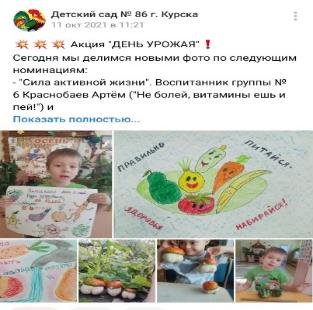 Детский сад № 86 г. Курска
11 окт 2021 в 11:21
Акция "ДЕНЬ УРОЖАЯ"
Сегодня мы делимся новыми фото по следующим
номинациям:
- "Сила активной жизни". Воспитанник группы №
6 Краснобаев Артём ("Не болей, витамины ешь и
пей!") и
Показать полностью...
ПРАВИЛЬНО
ПИТАЙСЯ-
ЗДОРОВЬЯ
НАБИРАЙСЯ!